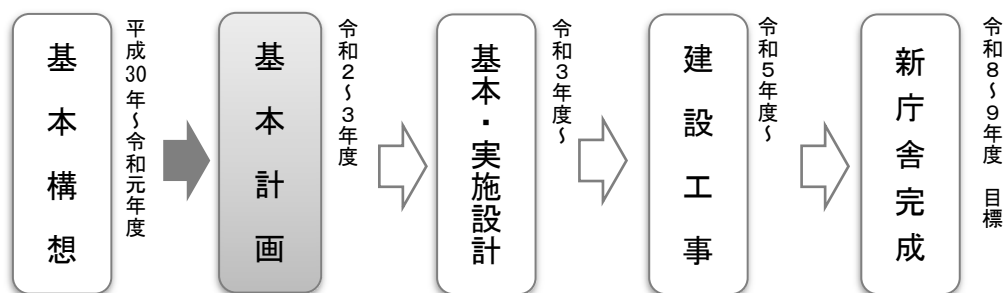 基本構想
平成30年～令和元年度
基本計画
令和２～３年度
基本・実施設計
令和３年度～
建設工事
令和５年度～
新庁舎完成
令和８～９年度　目標